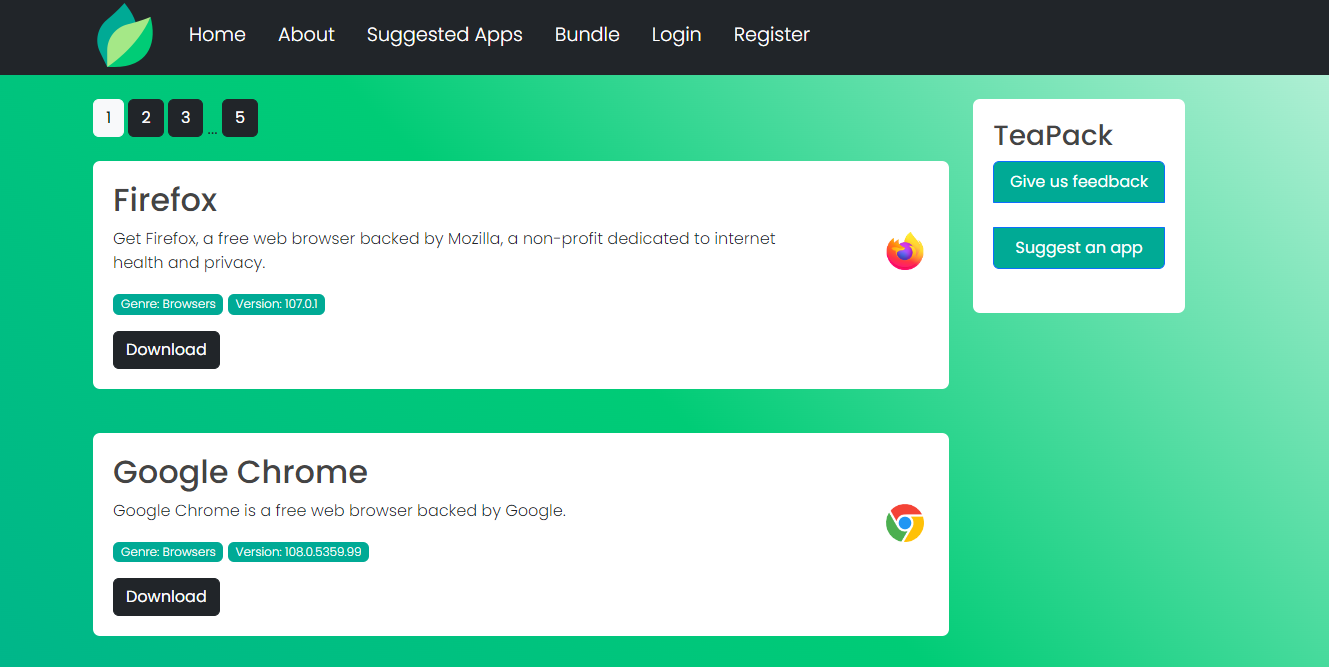 Home About Suggested Apps Bundle Login Register
1 2 3 ... 5
Firefox
Get Firefox, a free web browser backed by Mozilla, a non-profit dedicated to internet
health and privacy.
Genre: Browsers Version: 107.0.1
Download
Google Chrome
Google Chrome is a free web browser backed by Google.
Genre: Browsers Version: 108.0.5359.99
Download
TeaPack
Give us feedback
Suggest an app